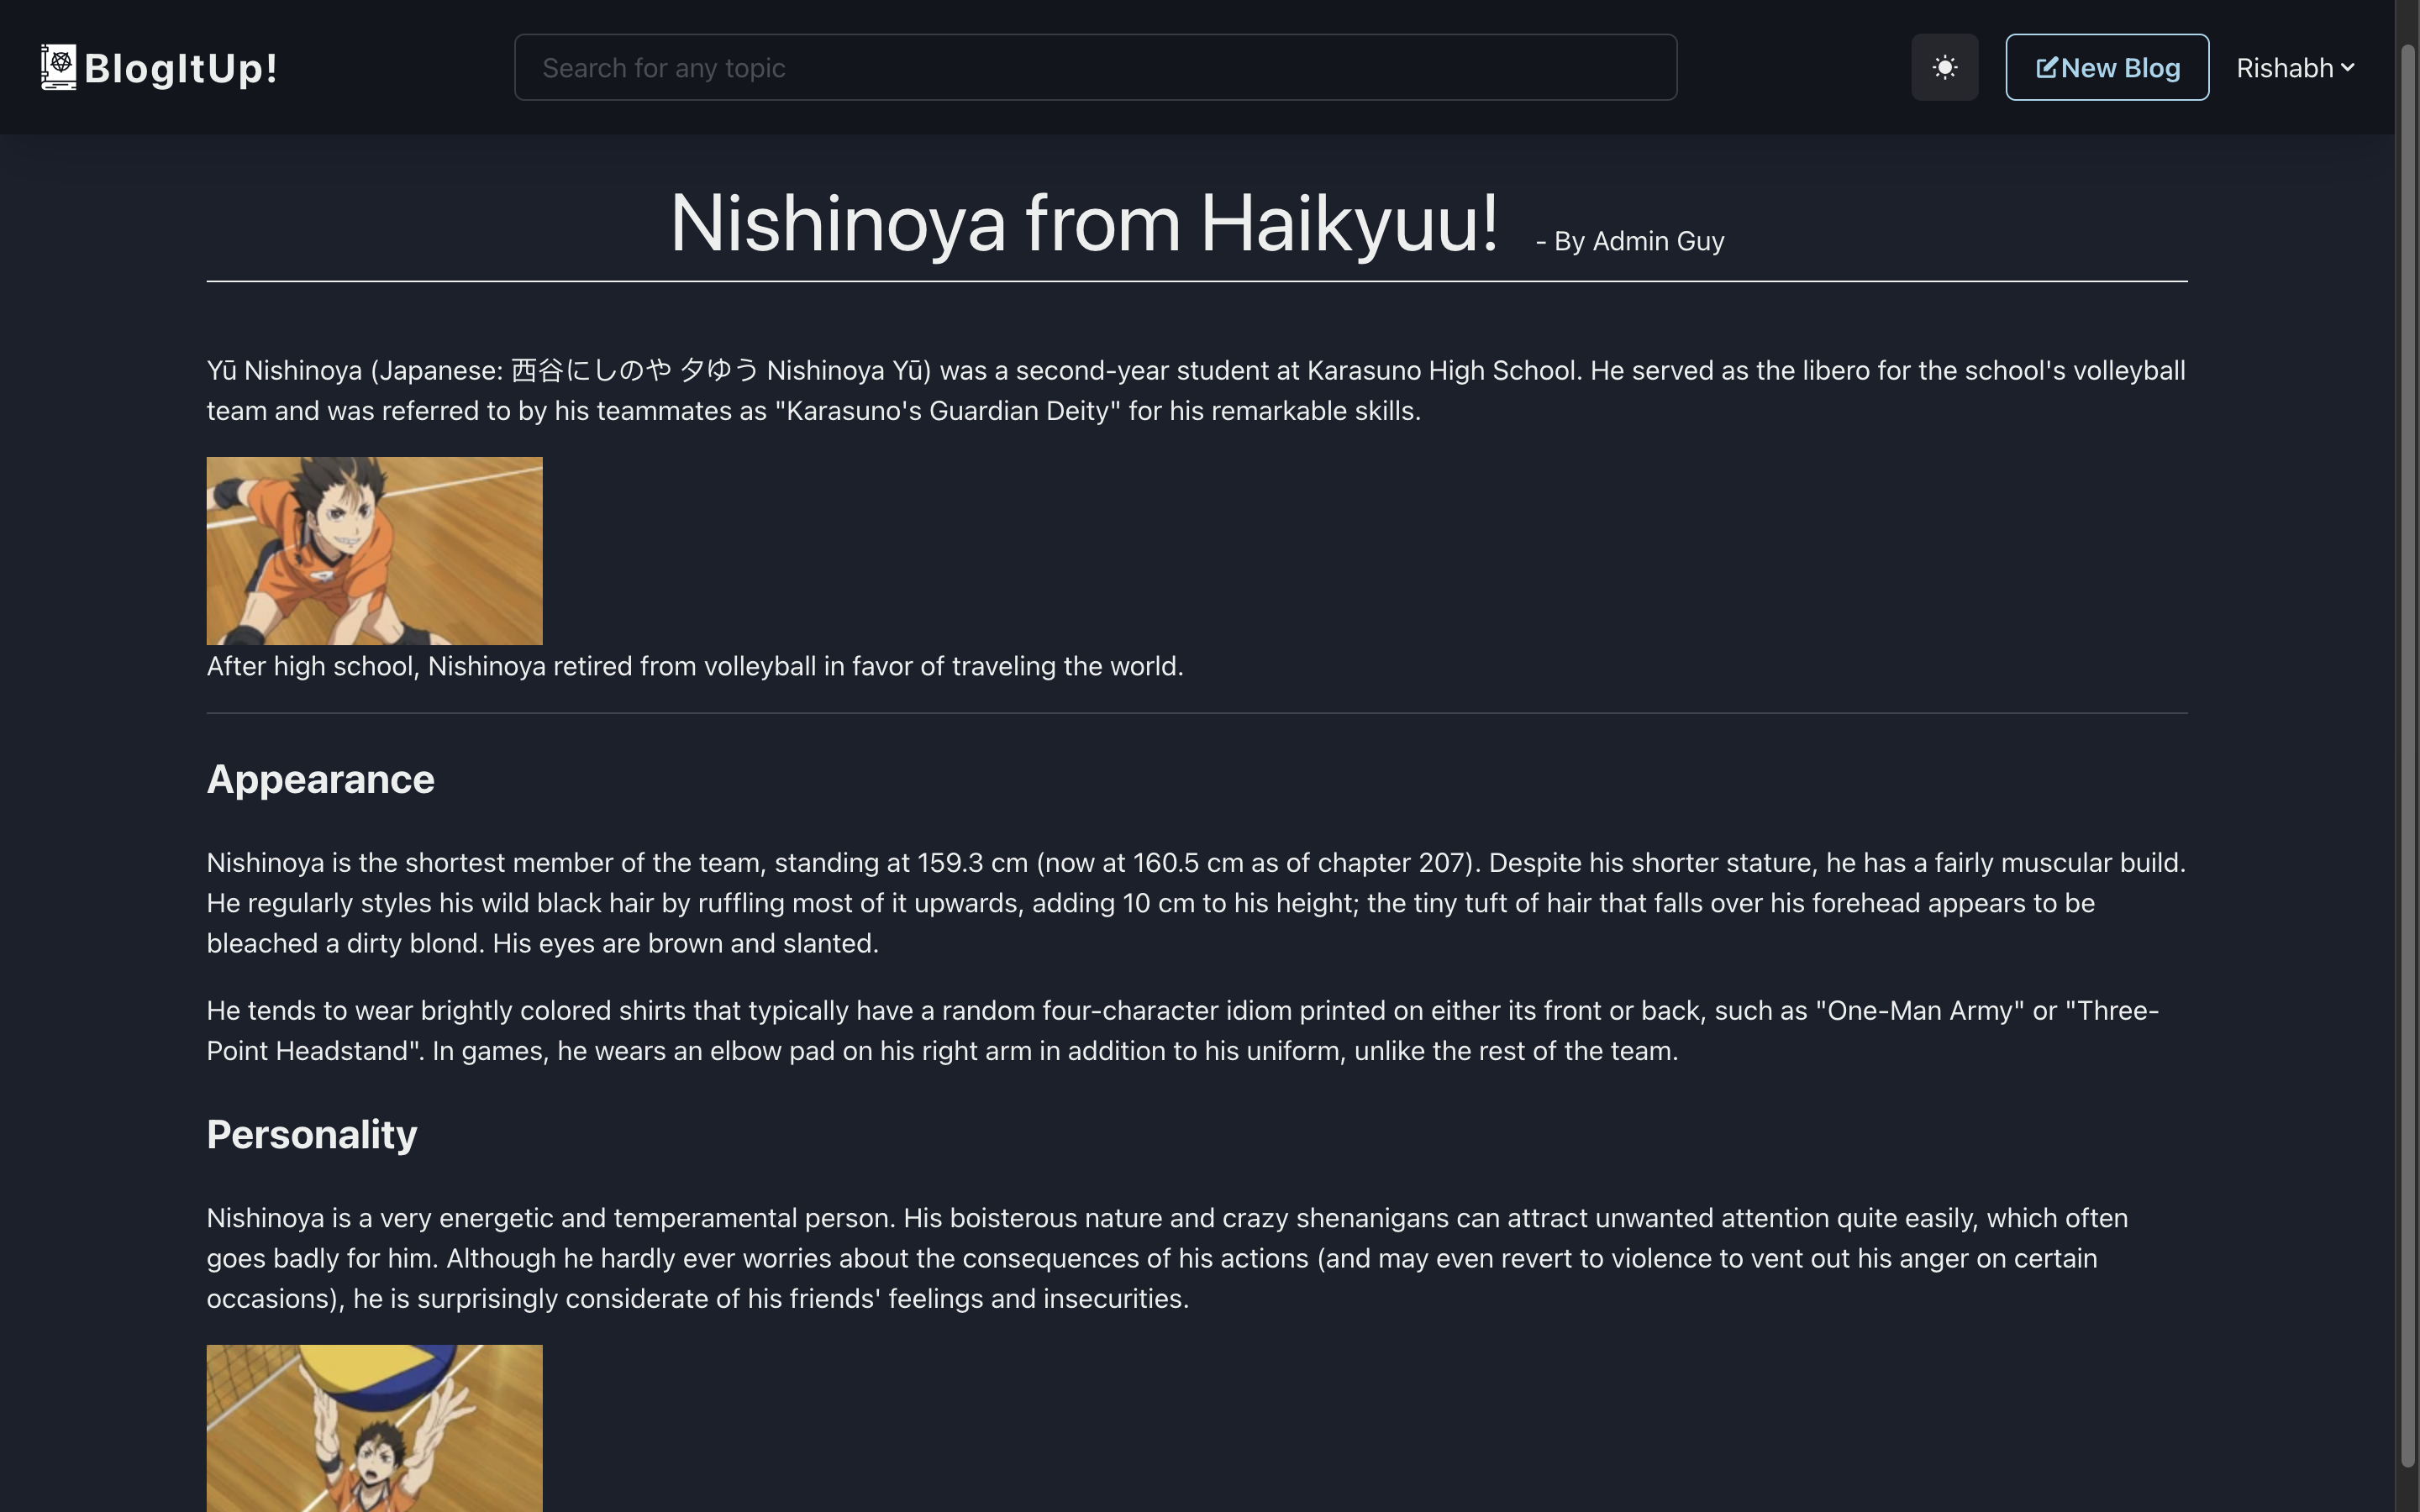 BlogItUp!
Search for any topic
New Blog
Rishabh
Nishinoya from Haikyuu! - By Admin Guy
Yū Nishinoya (Japanese: 西谷にしのや 夕ゆう Nishinoya Yū) was a second-year student at Karasuno High School. He served as the libero for the school's volleyball
team and was referred to by his teammates as "Karasuno's Guardian Deity" for his remarkable skills.
After high school, Nishinoya retired from volleyball in favor of traveling the world.
Appearance
Nishinoya is the shortest member of the team, standing at 159.3 cm (now at 160.5 cm as of chapter 207). Despite his shorter stature, he has a fairly muscular build.
He regularly styles his wild black hair by ruffling most of it upwards, adding 10 cm to his height; the tiny tuft of hair that falls over his forehead appears to be
bleached a dirty blond. His eyes are brown and slanted.
He tends to wear brightly colored shirts that typically have a random four-character idiom printed on either its front or back, such as "One-Man Army" or "Three-
Point Headstand". In games, he wears an elbow pad on his right arm in addition to his uniform, unlike the rest of the team.
Personality
Nishinoya is a very energetic and temperamental person. His boisterous nature and crazy shenanigans can attract unwanted attention quite easily, which often
goes badly for him. Although he hardly ever worries about the consequences of his actions (and may even revert to violence to vent out his anger on certain
occasions), he is surprisingly considerate of his friends' feelings and insecurities.